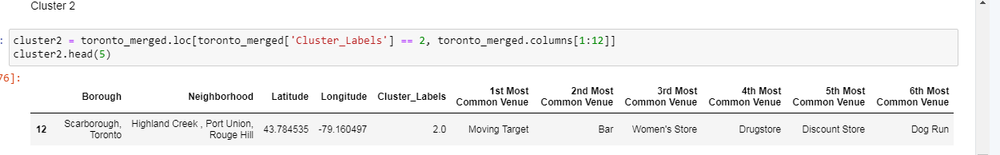 Cluster 2
: cluster2 = toronto_merged.loc[toronto_merged['Cluster_Labels'] == 2, toronto_merged.columns[1:12]]
cluster2.head(5)
76]:
Borough Neighborhood Latitude Longitude Cluster_Labels 1st Most Common Venue 2nd Most Common Venue 3rd Most Common Venue 4th Most Common Venue 5th Most Common Venue 6th Most Common Venue
12 Scarborough, Toronto Highland Creek , Port Union, Rouge Hill 43.784535 -79.160497 2.0 Moving Target Bar Women's Store Drugstore Discount Store Dog Run